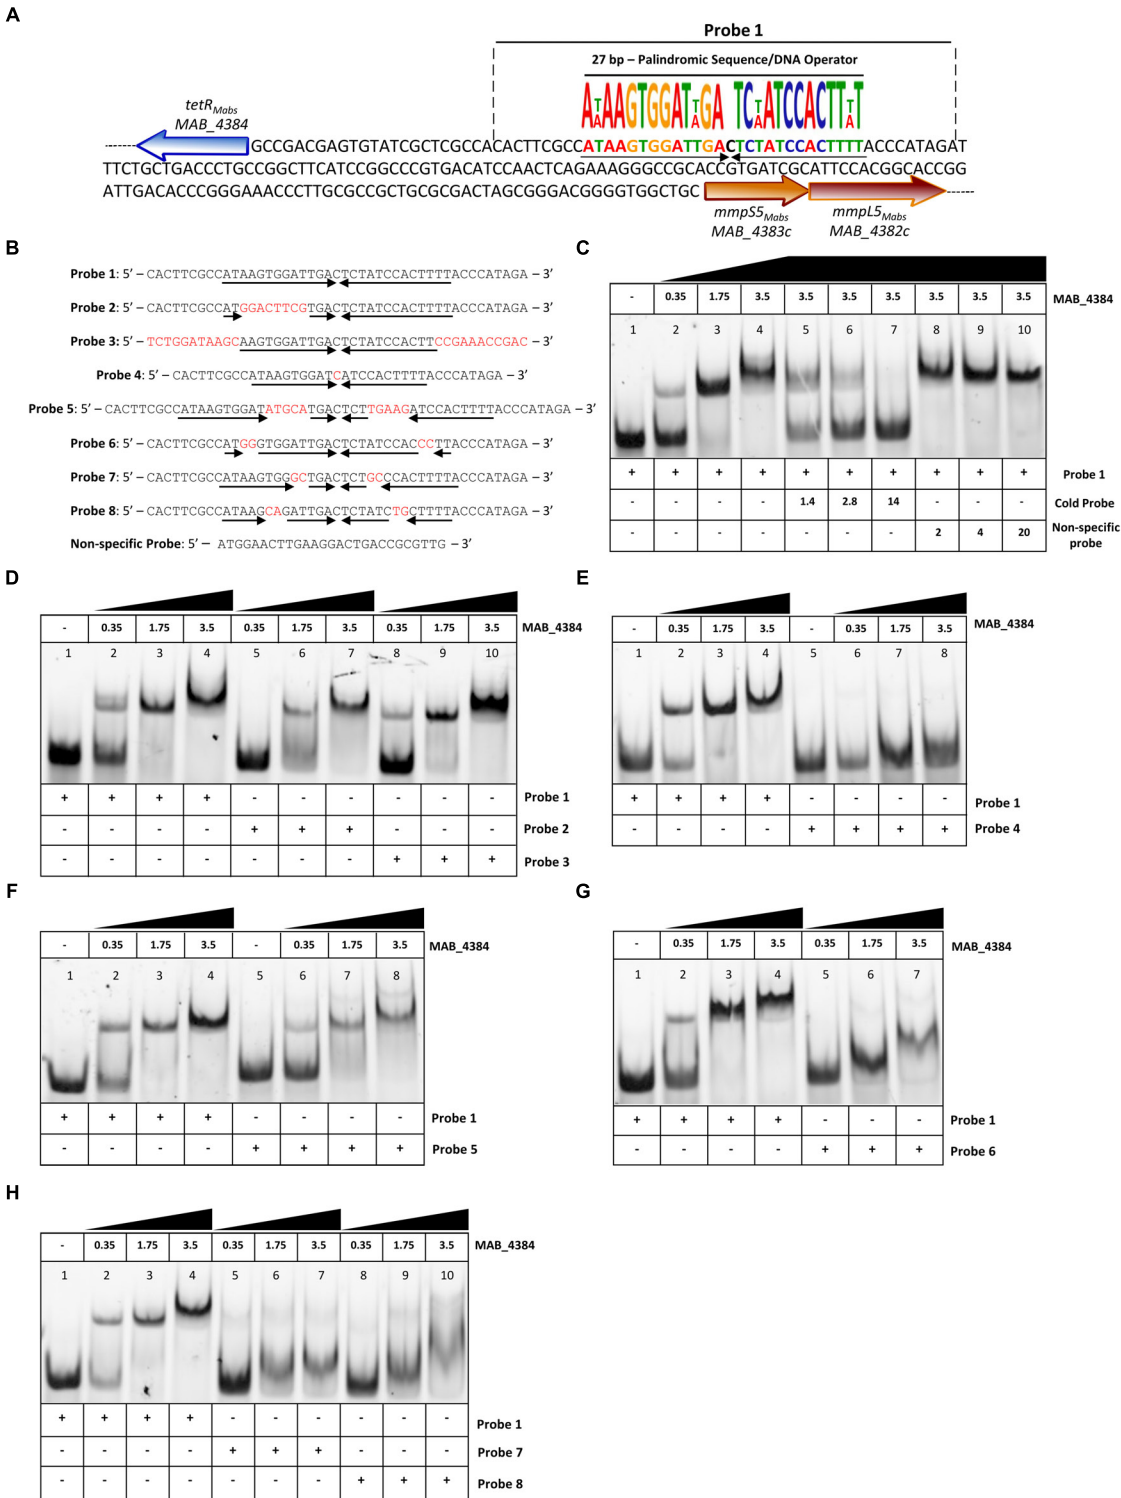 A
Probe 1
27 bp – Palindromic Sequence/DNA Operator
tetR Mabs
MAB_4384
GCCGACGAGTGTATCGCTCGCCACACTTCGCCATAAGTGGATTGACTCTATCCACTTTTACCCATAGAT
TTCTGCTGACCCTGCCGGCTTCATCCGGCCCGTGACATCCAACTCAGAAAGGGCCGCACCGTGATCGCATTCCACGGCACCGG
ATTGACACCCGGGAAACCCTTGCGCCGCTGCGCGACTAGCGGGACGGGGTGGCTGC
mmpS5 Mabs
MAB_4383c
mmpL5 Mabs
MAB_4382c
B
Probe 1: 5’ – CACTTCGCCATAAGTGGATTGACTCTATCCACTTTTACCCATAGA – 3’
Probe 2: 5’ – CACTTCGCCATGGACTTCGTGACTCTATCCACTTTTACCCATAGA – 3’
Probe 3: 5’ – TCTGGATAAGCAAGTGGATTGACTCTATCCACTTCCGAAACCGAC – 3’
Probe 4: 5’ – CACTTCGCCATAAGTGGATCATCCACTTTTACCCATAGA – 3’
Probe 5: 5’ – CACTTCGCCATAAGTGGATATGCATGACTCTTGAAGATCCACTTTTACCCATAGA – 3’
Probe 6: 5’ – CACTTCGCCATGGGTGGATTGACTCTATCCACCCTTACCCATAGA – 3’
Probe 7: 5’ – CACTTCGCCATAAGTGGGCTGACTCTGCCCACTTTTACCCATAGA – 3’
Probe 8: 5’ – CACTTCGCCATAAGCAGATTGACTCTATCTGCTTTTACCCATAGA – 3’
Non-specific Probe: 5’ – ATGGAACTTGAAGGACTGACCGCGTTG – 3’
C
- 0.35 1.75 3.5 3.5 3.5 3.5 3.5 3.5 3.5 MAB_4384
1 2 3 4 5 6 7 8 9 10
+ + + + + + + + + + Probe 1
- - - - 1.4 2.8 14 - - - Cold Probe
- - - - - - - 2 4 20 Non-specific probe
D
- 0.35 1.75 3.5 0.35 1.75 3.5 0.35 1.75 3.5 MAB_4384
1 2 3 4 5 6 7 8 9 10
+ + + + - - - - - - Probe 1
- - - - + + + - - - Probe 2
- - - - - - - + + + Probe 3
E
- 0.35 1.75 3.5 - 0.35 1.75 3.5 MAB_4384
1 2 3 4 5 6 7 8
+ + + + - - - - Probe 1
- - - - + + + + Probe 4
F
- 0.35 1.75 3.5 - 0.35 1.75 3.5 MAB_4384
1 2 3 4 5 6 7 8
+ + + + - - - - Probe 1
- - - - + + + + Probe 5
G
- 0.35 1.75 3.5 0.35 1.75 3.5 MAB_4384
1 2 3 4 5 6 7
+ + + + - - - Probe 1
- - - - + + + Probe 6
H
- 0.35 1.75 3.5 0.35 1.75 3.5 0.35 1.75 3.5 MAB_4384
1 2 3 4 5 6 7 8 9 10
+ + + + - - - - - - Probe 1
- - - - + + + - - - Probe 7
- - - - - - - + + + Probe 8